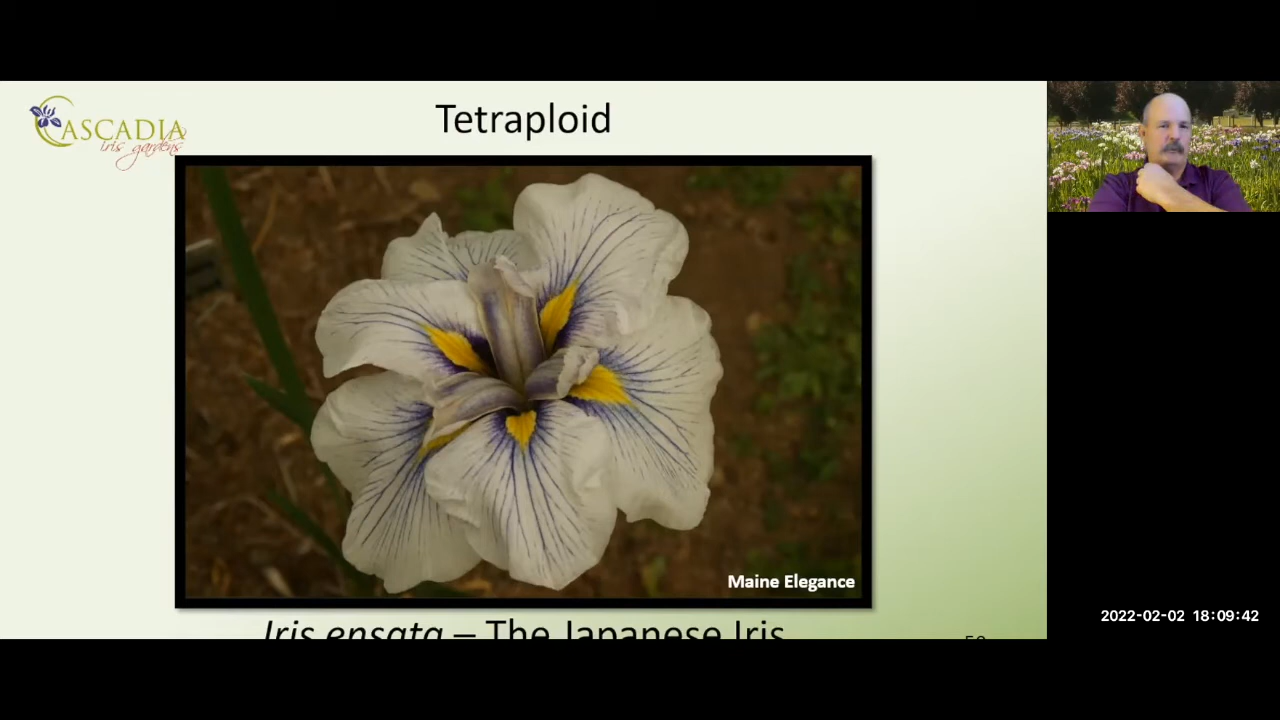 Tetraploid
CASCADIA
iris gardens
Maine Elegance
Iris ensata – The Japanese Iris
2022-02-02 18:09:42